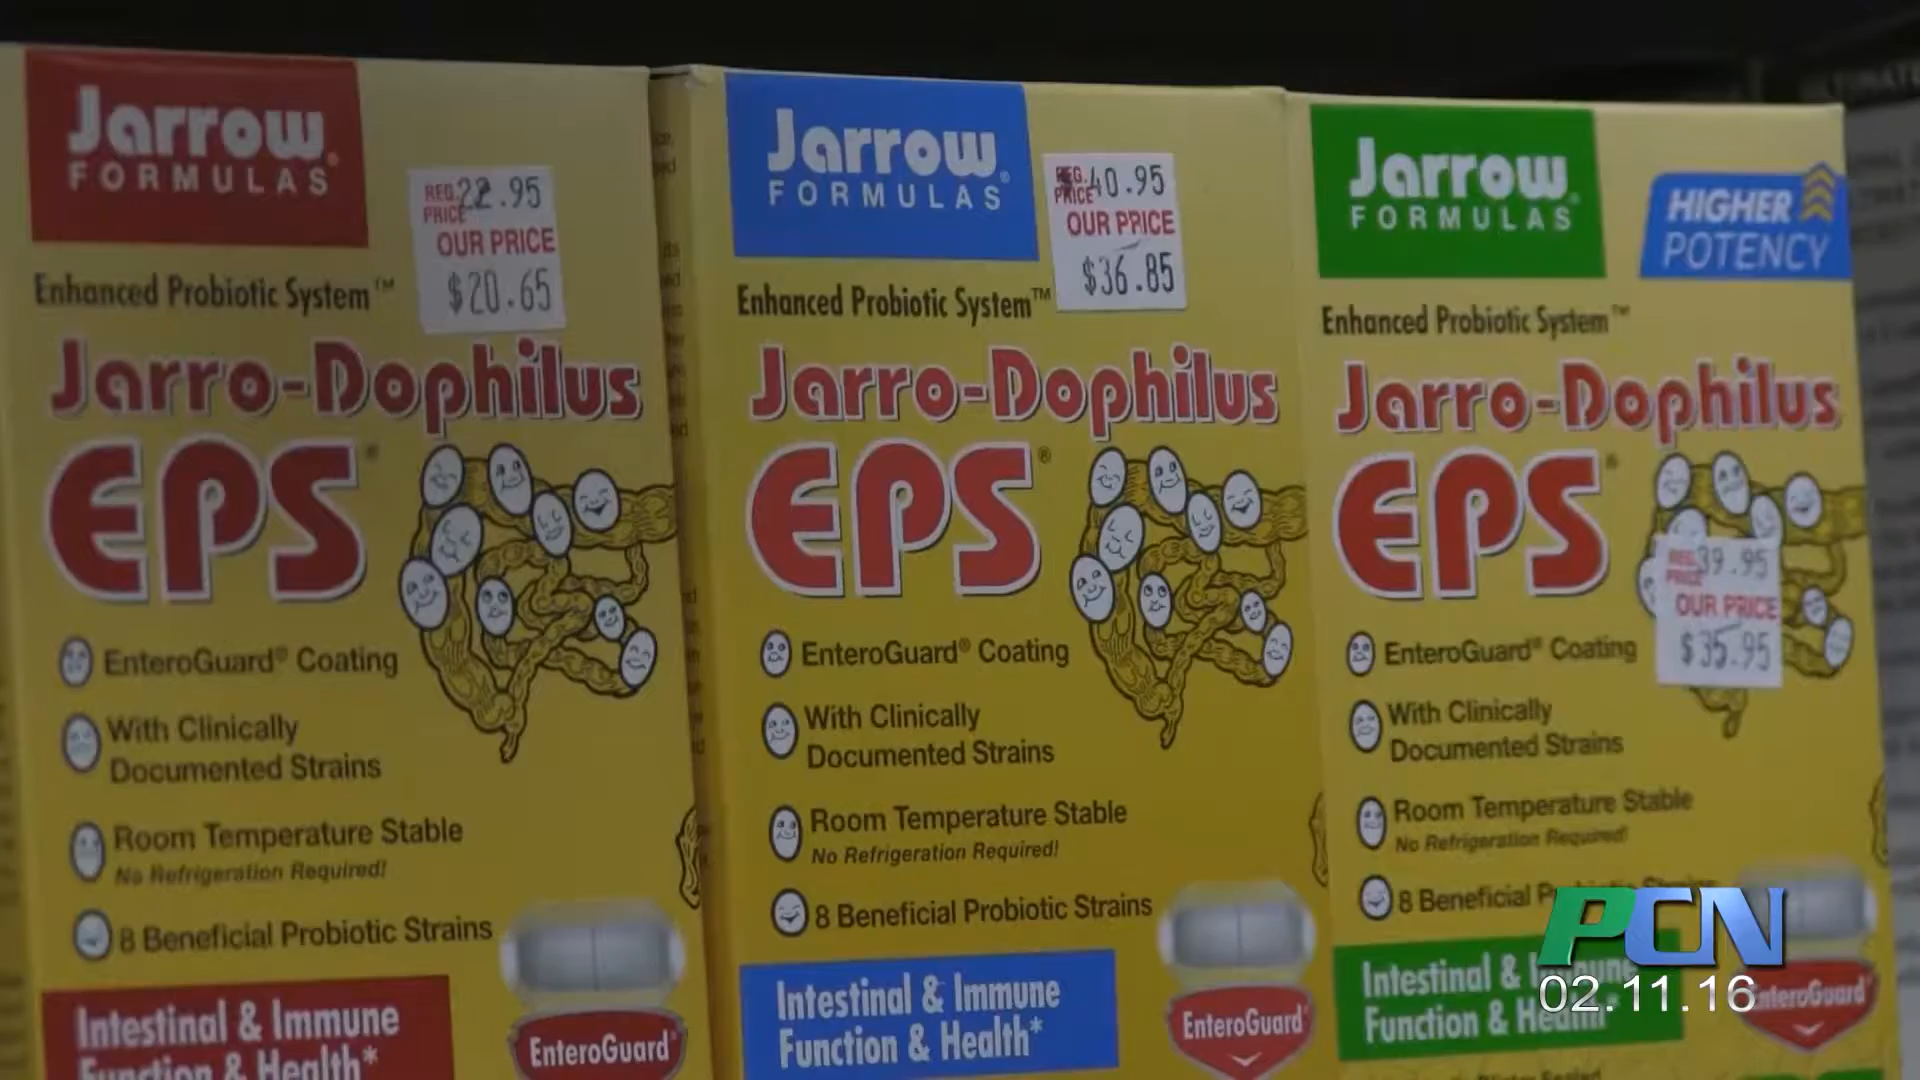 Jarrow
FORMULAS
REG. 22.95
PRICE
OUR PRICE
$20.65
Enhanced Probiotic System™
Jarro-Dophilus
EPS®
EnteroGuard® Coating
With Clinically
Documented Strains
Room Temperature Stable
No Refrigeration Required!
8 Beneficial Probiotic Strains
Intestinal & Immune
Function & Health*
EnteroGuard®
Jarrow®
FORMULAS
REG. 40.95
PRICE
OUR PRICE
$36.85
Enhanced Probiotic System™
Jarro-Dophilus
EPS®
EnteroGuard® Coating
With Clinically
Documented Strains
Room Temperature Stable
No Refrigeration Required!
8 Beneficial Probiotic Strains
Intestinal & Immune
Function & Health*
EnteroGuard®
Jarrow
FORMULAS
HIGHER
POTENCY
Enhanced Probiotic System™
Jarro-Dophilus
EPS®
REG. 39.95
PRICE
OUR PRICE
$35.95
EnteroGuard® Coating
With Clinically
Documented Strains
Room Temperature Stable
No Refrigeration Required!
8 Beneficial
Intestinal & Immune
Function & Health*
EnteroGuard®
PCN
02.11.16